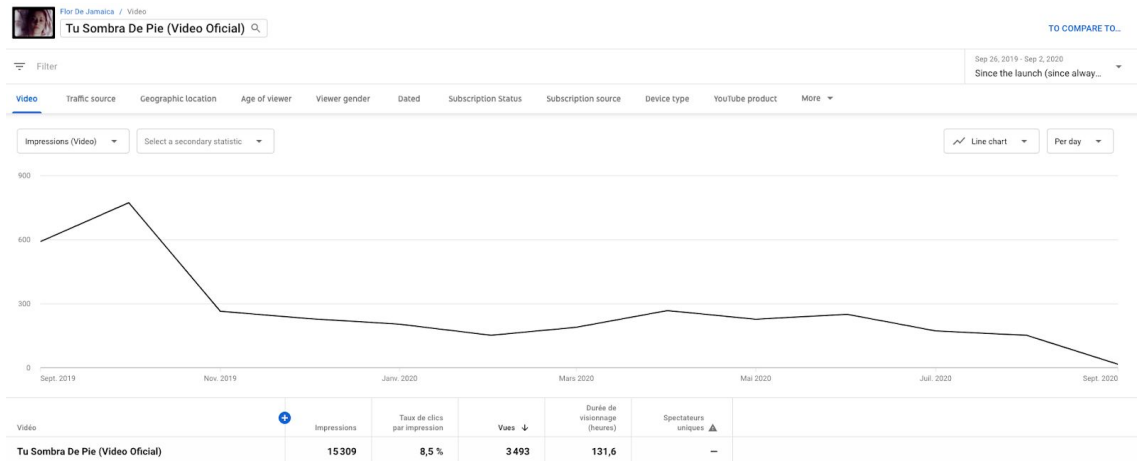 Flor De Jamaica / Video
Tu Sombra De Pie (Video Oficial)
TO COMPARE TO...
Filter
Sep 26, 2019 - Sep 2, 2020
Since the launch (since alway...
Video Traffic source Geographic location Age of viewer Viewer gender Dated Subscription Status Subscription source Device type YouTube product More
Impressions (Video) Select a secondary statistic Line chart Per day
900
600
300
0
Sept. 2019 Nov. 2019 Janv. 2020 Mars 2020 Mai 2020 Juil. 2020 Sept. 2020
Vidéo Impressions Taux de clics par impression Vues Durée de visionnage (heures) Spectateurs uniques
Tu Sombra De Pie (Video Oficial) 15 309 8,5 % 3 493 131,6 –